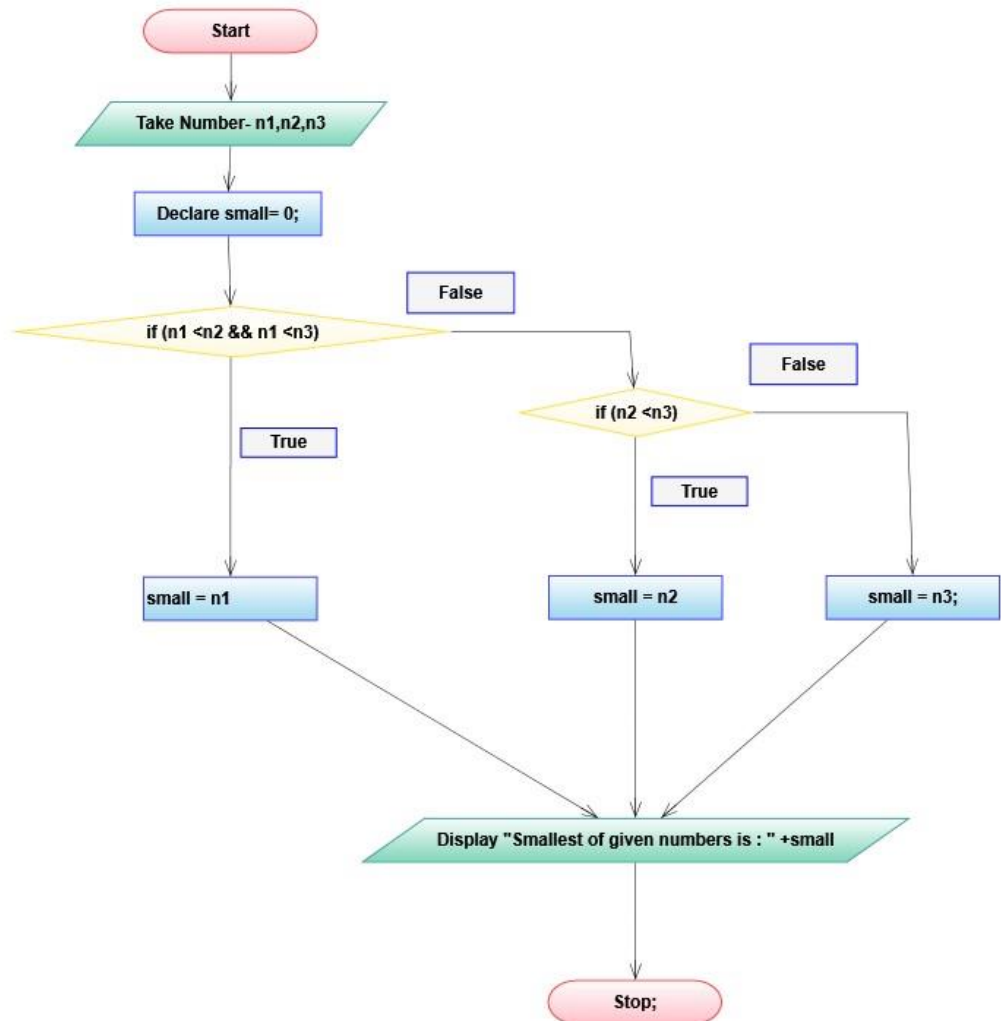 Start
Take Number- n1,n2,n3
Declare small= 0;
False
if (n1 <n2 && n1 <n3)
False
if (n2 <n3)
True
True
small = n1
small = n2
small = n3;
Display "Smallest of given numbers is : " +small
Stop;